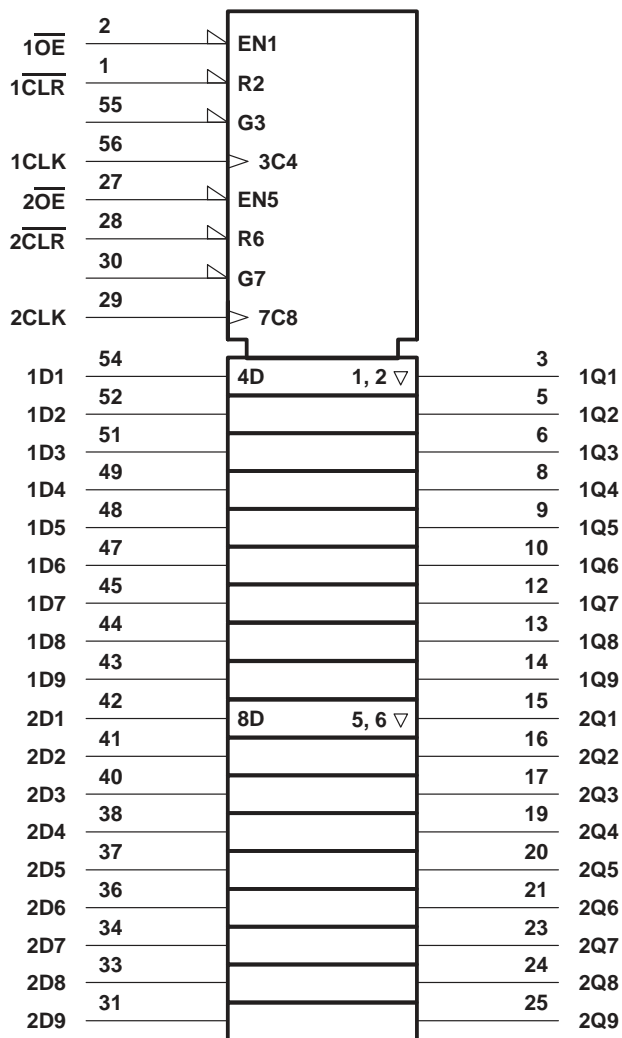 1O̅E̅ 2 EN1
1C̅L̅R̅ 1 R2
55 G3
1CLK 56 3C4
2O̅E̅ 27 EN5
2C̅L̅R̅ 28 R6
30 G7
2CLK 29 7C8
1D1 54 4D 1, 2 ▽ 3 1Q1
1D2 52 5 1Q2
1D3 51 6 1Q3
1D4 49 8 1Q4
1D5 48 9 1Q5
1D6 47 10 1Q6
1D7 45 12 1Q7
1D8 44 13 1Q8
1D9 43 14 1Q9
2D1 42 8D 5, 6 ▽ 15 2Q1
2D2 41 16 2Q2
2D3 40 17 2Q3
2D4 38 19 2Q4
2D5 37 20 2Q5
2D6 36 21 2Q6
2D7 34 23 2Q7
2D8 33 24 2Q8
2D9 31 25 2Q9